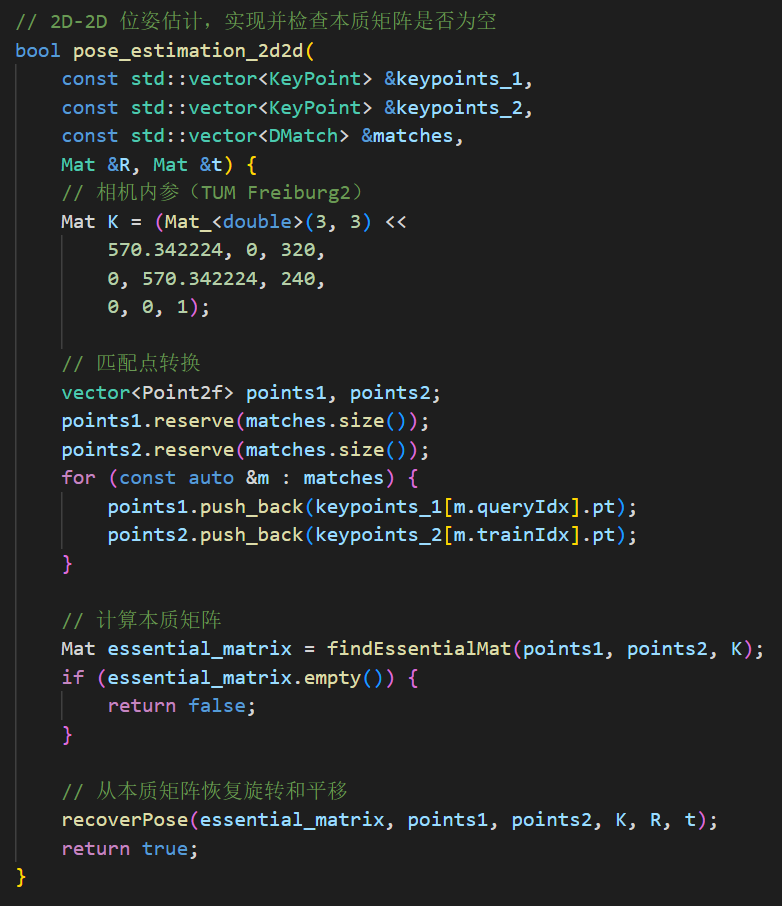 // 2D-2D 位姿估计，实现并检查本质矩阵是否为空
bool pose_estimation_2d2d(
    const std::vector<KeyPoint> &keypoints_1,
    const std::vector<KeyPoint> &keypoints_2,
    const std::vector<DMatch> &matches,
    Mat &R, Mat &t) {
    // 相机内参（TUM Freiburg2）
    Mat K = (Mat_<double>(3, 3) <<
        570.342224, 0, 320,
        0, 570.342224, 240,
        0, 0, 1);

    // 匹配点转换
    vector<Point2f> points1, points2;
    points1.reserve(matches.size());
    points2.reserve(matches.size());
    for (const auto &m : matches) {
        points1.push_back(keypoints_1[m.queryIdx].pt);
        points2.push_back(keypoints_2[m.trainIdx].pt);
    }

    // 计算本质矩阵
    Mat essential_matrix = findEssentialMat(points1, points2, K);
    if (essential_matrix.empty()) {
        return false;
    }

    // 从本质矩阵恢复旋转和平移
    recoverPose(essential_matrix, points1, points2, K, R, t);
    return true;
}